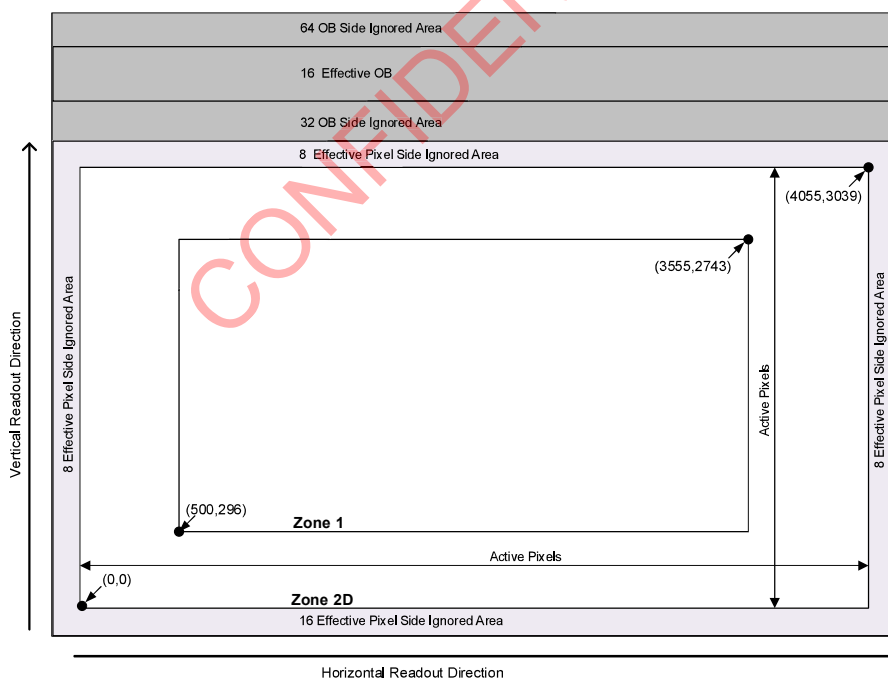 64 OB Side Ignored Area
16 Effective OB
32 OB Side Ignored Area
8 Effective Pixel Side Ignored Area
(4055,3039)
(3555,2743)
8 Effective Pixel Side Ignored Area
8 Effective Pixel Side Ignored Area
Vertical Readout Direction
Active Pixels
(500,296)
Zone 1
Active Pixels
(0,0)
Zone 2D
16 Effective Pixel Side Ignored Area
Horizontal Readout Direction